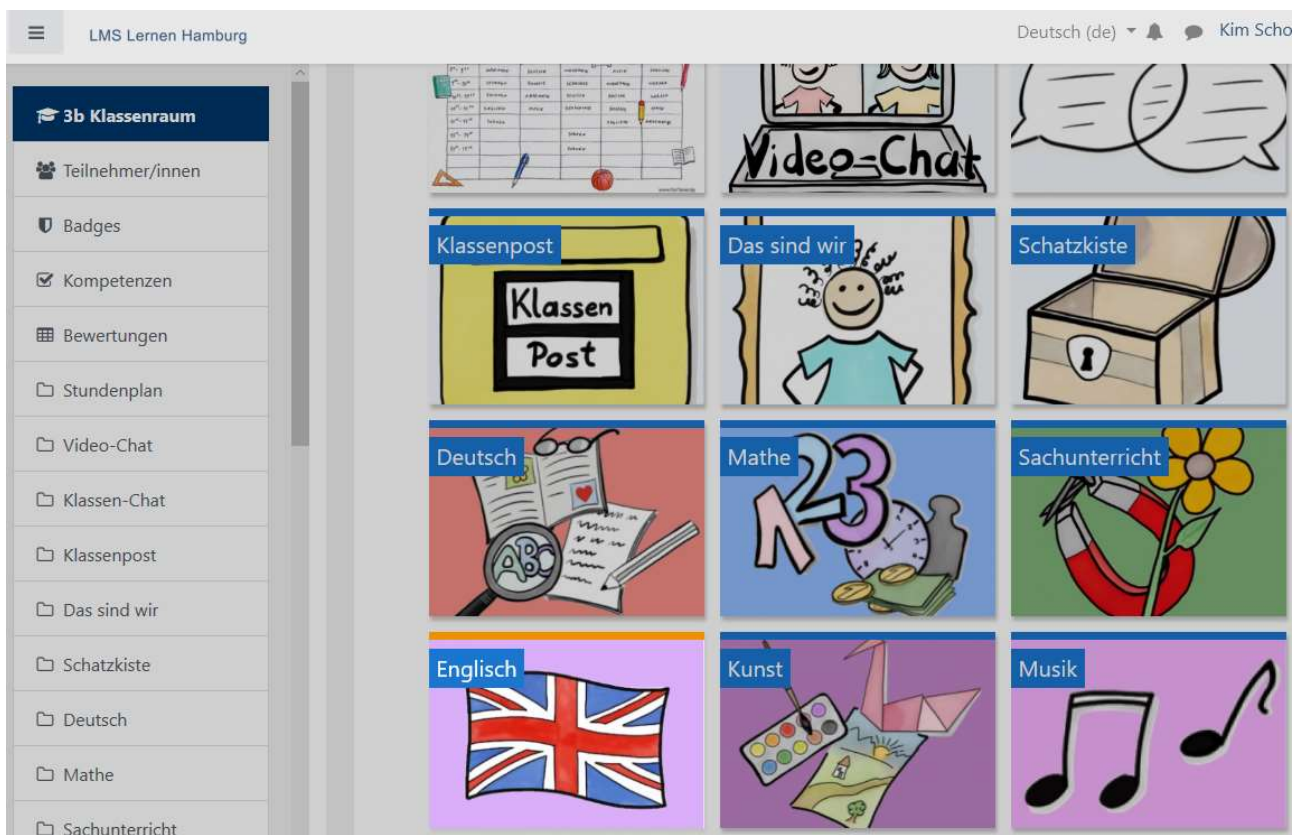 LMS Lernen Hamburg
Deutsch (de)
Kim Scho
3b Klassenraum
Teilnehmer/innen
Badges
Kompetenzen
Bewertungen
Stundenplan
Video-Chat
Klassen-Chat
Klassenpost
Das sind wir
Schatzkiste
Deutsch
Mathe
Sachunterricht
Video-Chat
Klassenpost
Klassen
Post
Das sind wir
Schatzkiste
Deutsch
ABC
Mathe
123
Sachunterricht
Englisch
Kunst
Musik